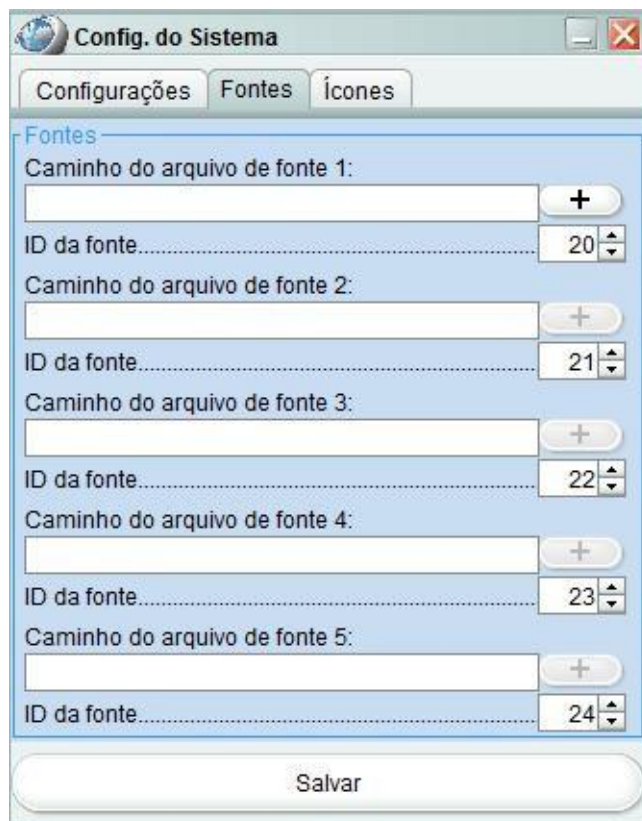 Config. do Sistema
Configurações Fontes Ícones
Fontes
Caminho do arquivo de fonte 1:
+
ID da fonte................................................................ 20
Caminho do arquivo de fonte 2:
+
ID da fonte................................................................ 21
Caminho do arquivo de fonte 3:
+
ID da fonte................................................................ 22
Caminho do arquivo de fonte 4:
+
ID da fonte................................................................ 23
Caminho do arquivo de fonte 5:
+
ID da fonte................................................................ 24
Salvar